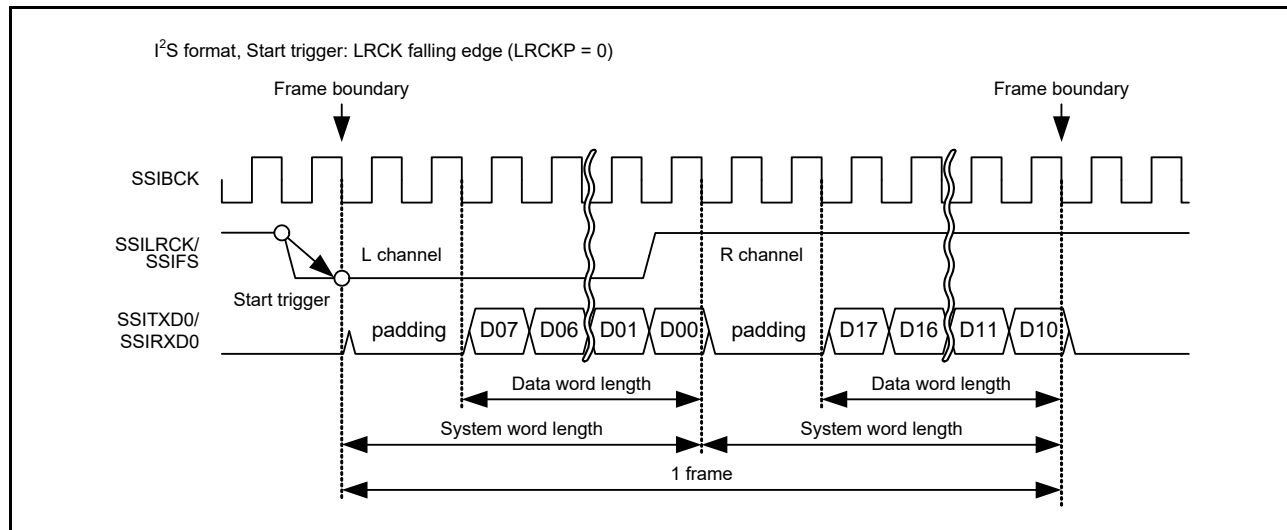 I²S format, Start trigger: LRCK falling edge (LRCKP = 0)
Frame boundary Frame boundary
SSIBCK
SSILRCK/
SSIFS
L channel R channel
Start trigger
SSITXD0/
SSIRXD0
padding D07 D06 D01 D00 padding D17 D16 D11 D10
Data word length Data word length
System word length System word length
1 frame